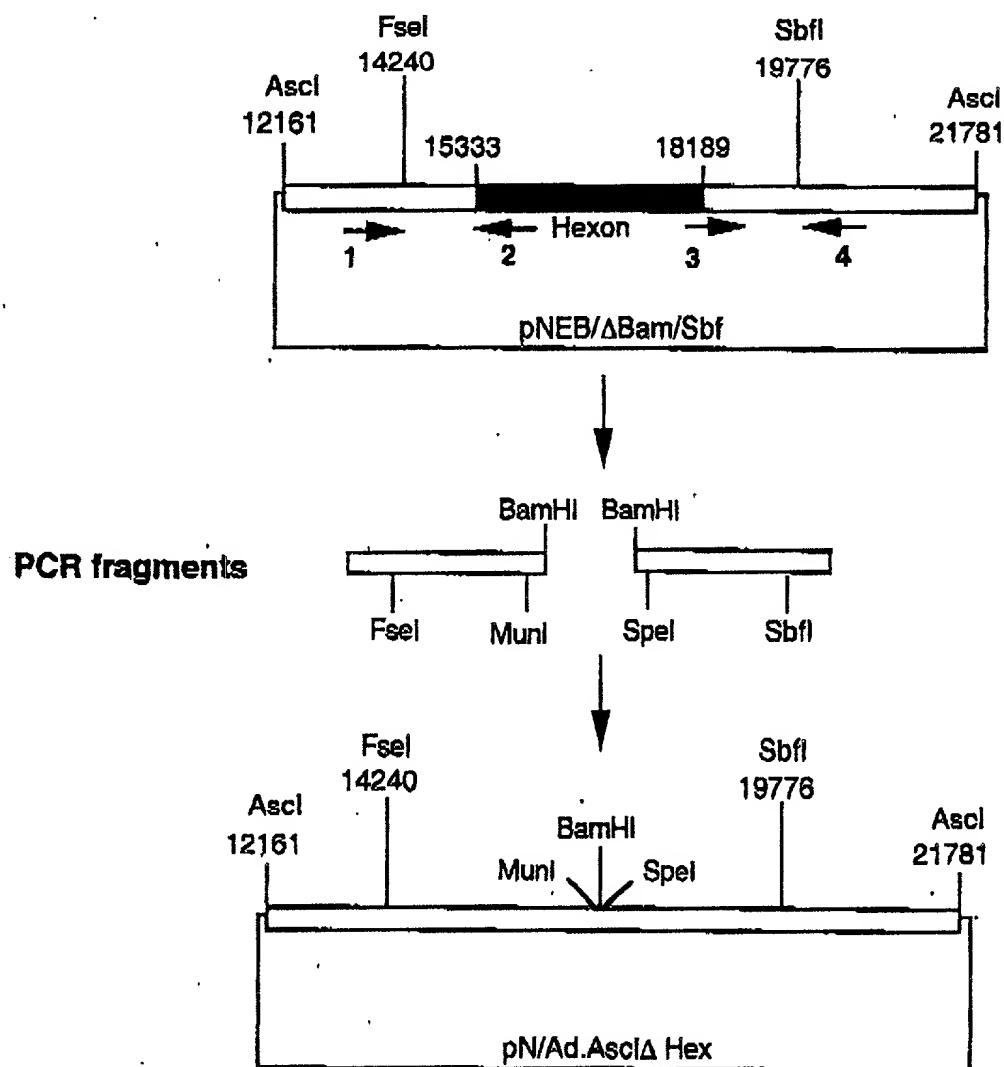 FseI
14240
SbfI
19776
AscI
12161
AscI
21781
15333
18189
Hexon
1
2
3
4
pNEB/ΔBam/Sbf
BamHI BamHI
PCR fragments
FseI
MunI
SpeI
SbfI
FseI
14240
SbfI
19776
AscI
12161
BamHI
AscI
21781
MunI
SpeI
pN/Ad.AscIΔ Hex